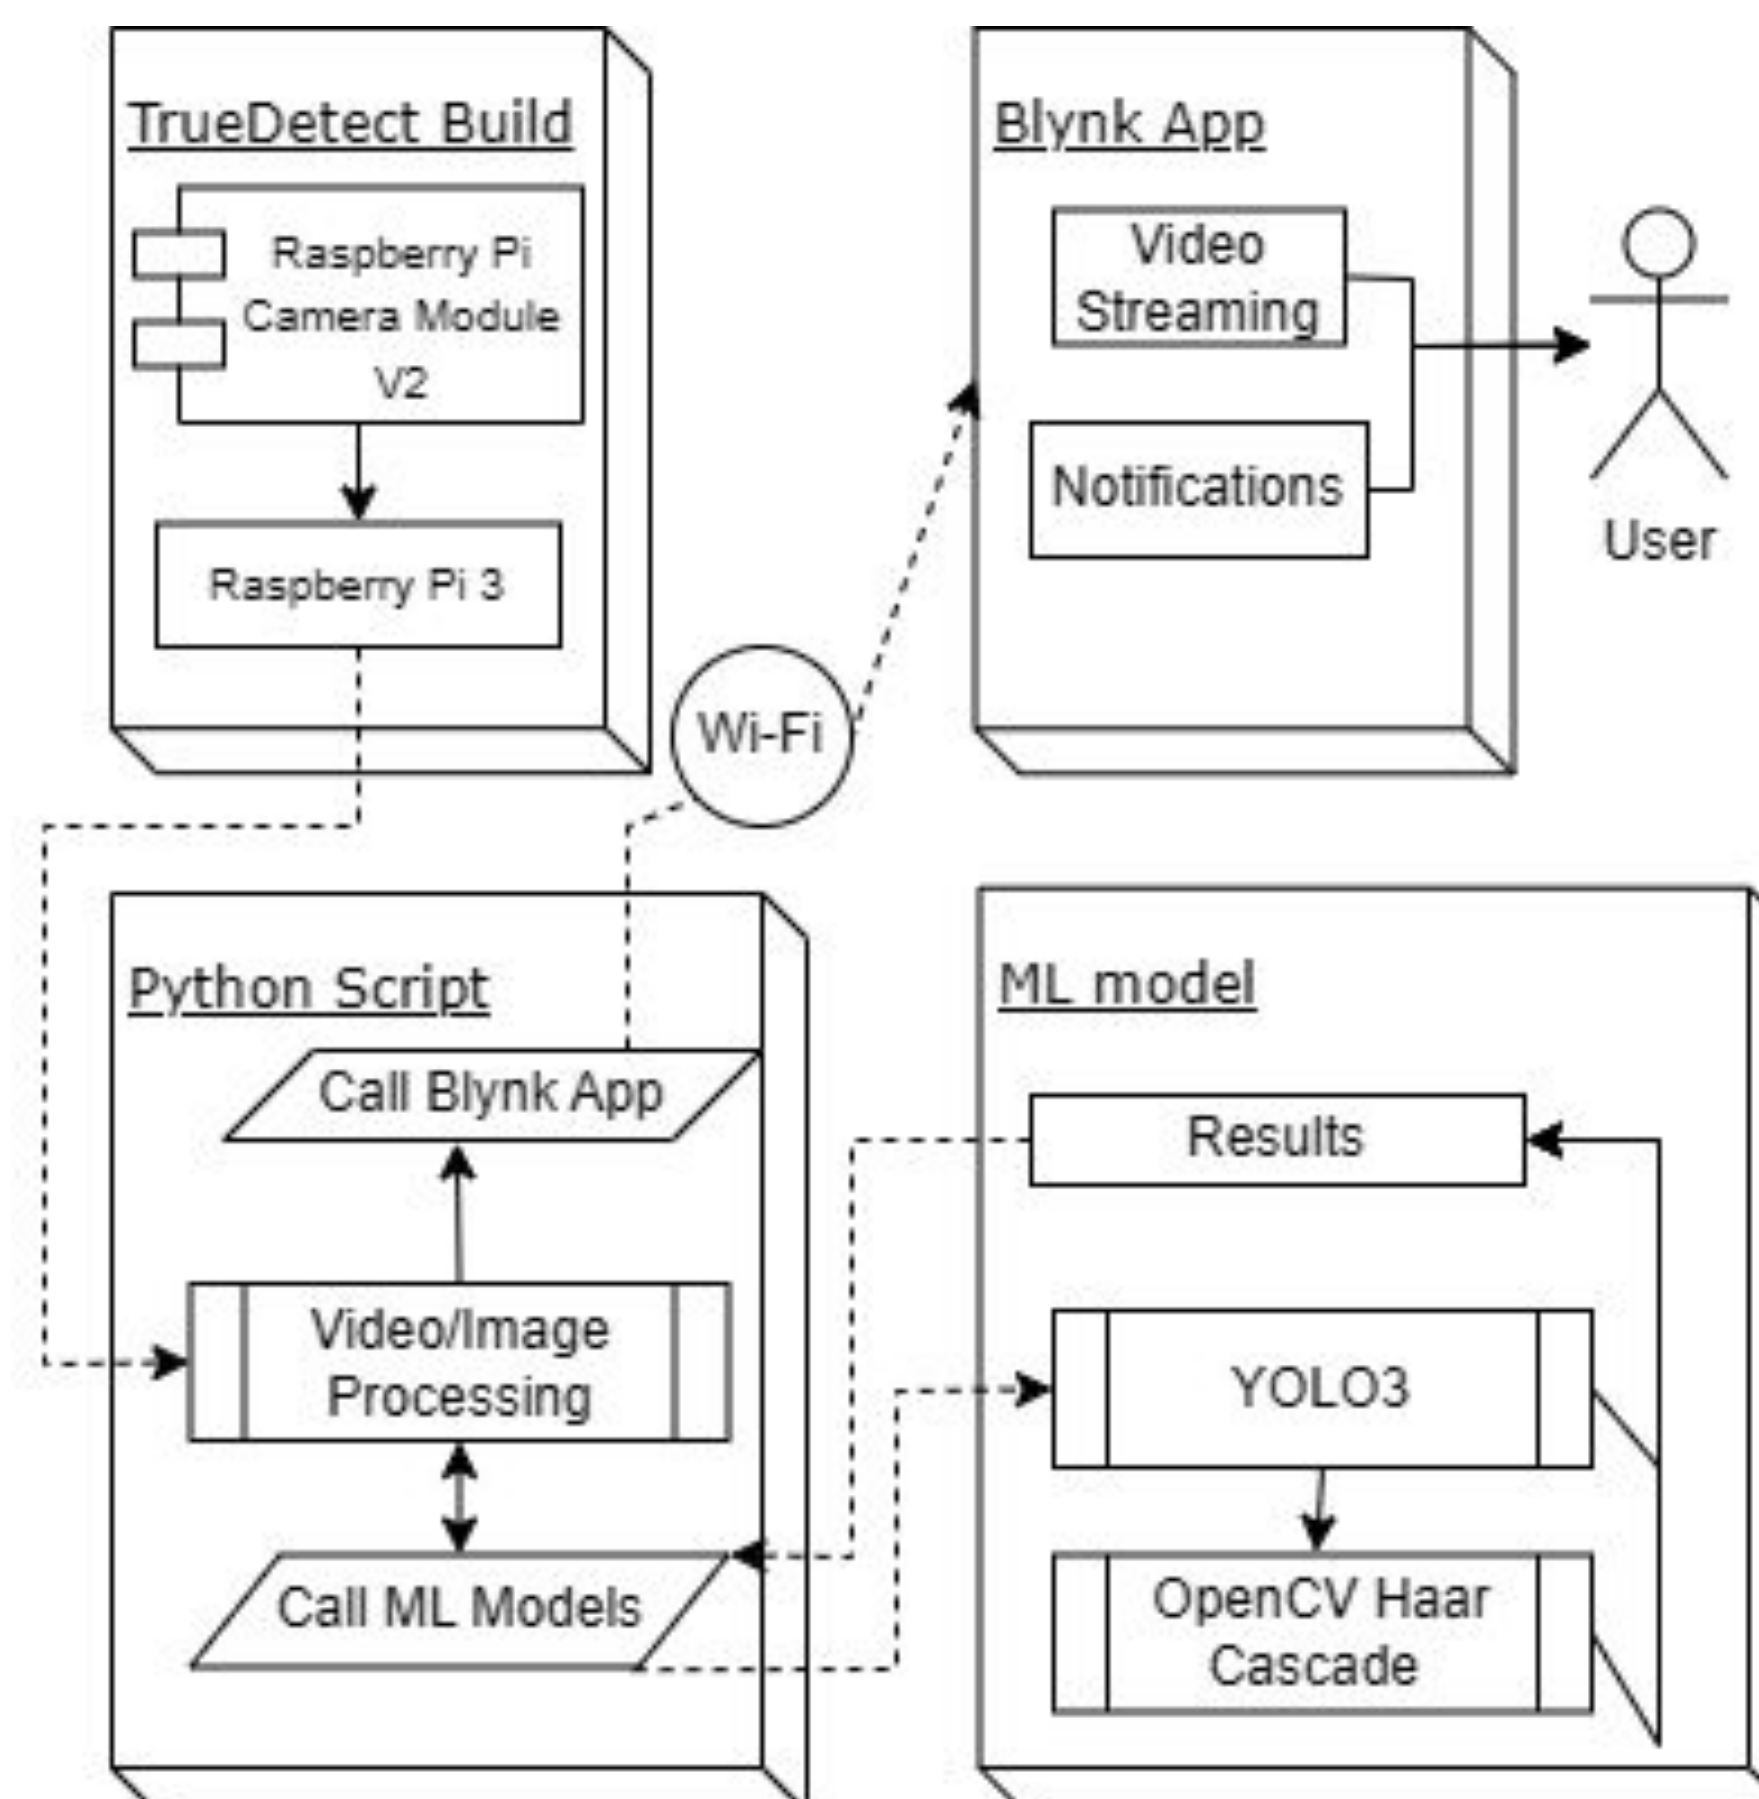 TrueDetect Build
Raspberry Pi
Camera Module
V2
Raspberry Pi 3
Blynk App
Video
Streaming
Notifications
User
Wi-Fi
Python Script
Call Blynk App
Video/Image
Processing
Call ML Models
ML model
Results
YOLO3
OpenCV Haar
Cascade